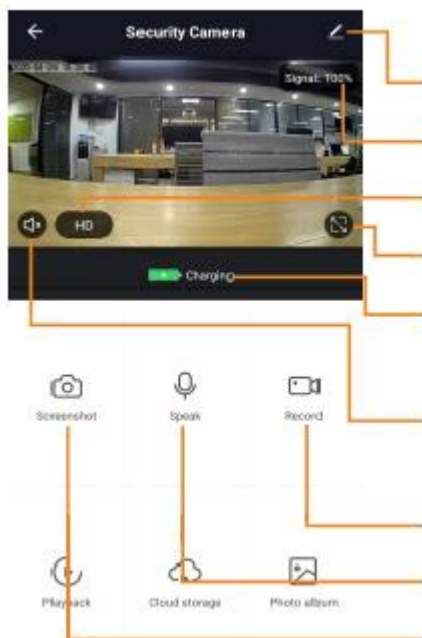 Security Camera
Signal: 100%
HD
Charging
Screenshot
Speak
Record
Playback
Cloud storage
Photo album